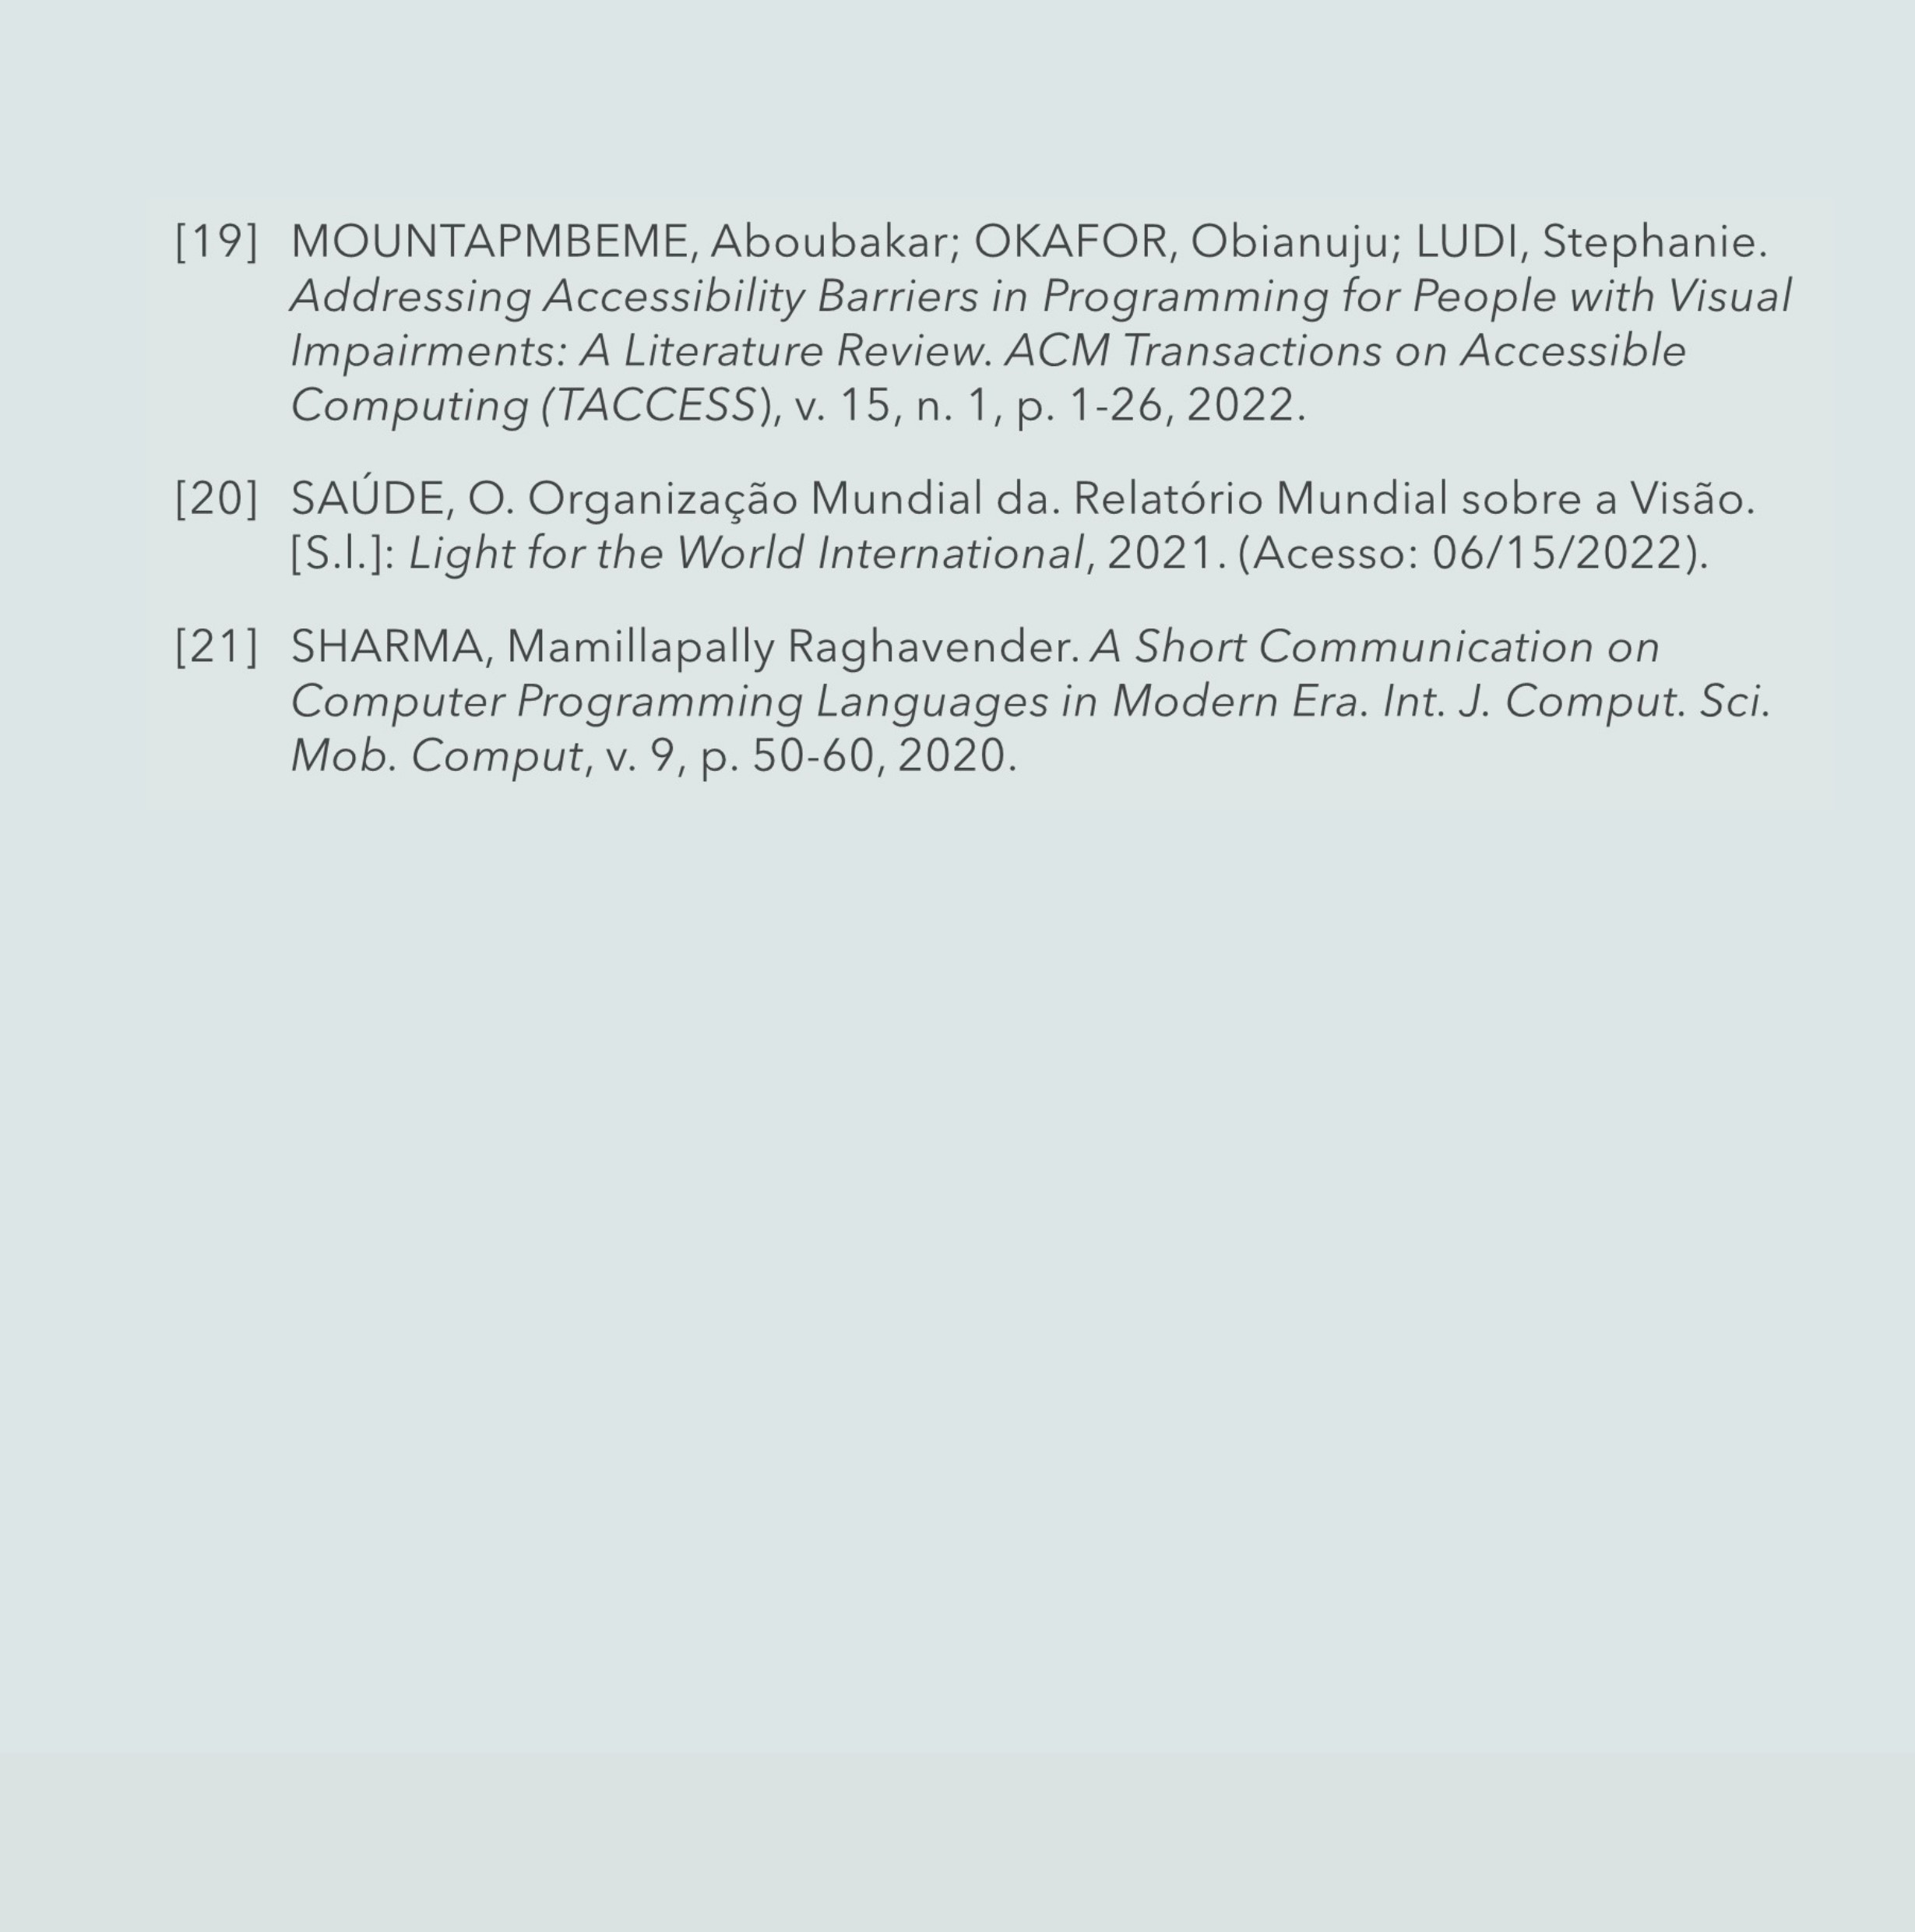 [19] MOUNTAPMBEME, Aboubakar; OKAFOR, Obianuju; LUDI, Stephanie.
Addressing Accessibility Barriers in Programming for People with Visual
Impairments: A Literature Review. ACM Transactions on Accessible
Computing (TACCESS), v. 15, n. 1, p. 1-26, 2022.
[20] SAÚDE, O. Organização Mundial da. Relatório Mundial sobre a Visão.
[S.l.]: Light for the World International, 2021. (Acesso: 06/15/2022).
[21] SHARMA, Mamillapally Raghavender. A Short Communication on
Computer Programming Languages in Modern Era. Int. J. Comput. Sci.
Mob. Comput, v. 9, p. 50-60, 2020.